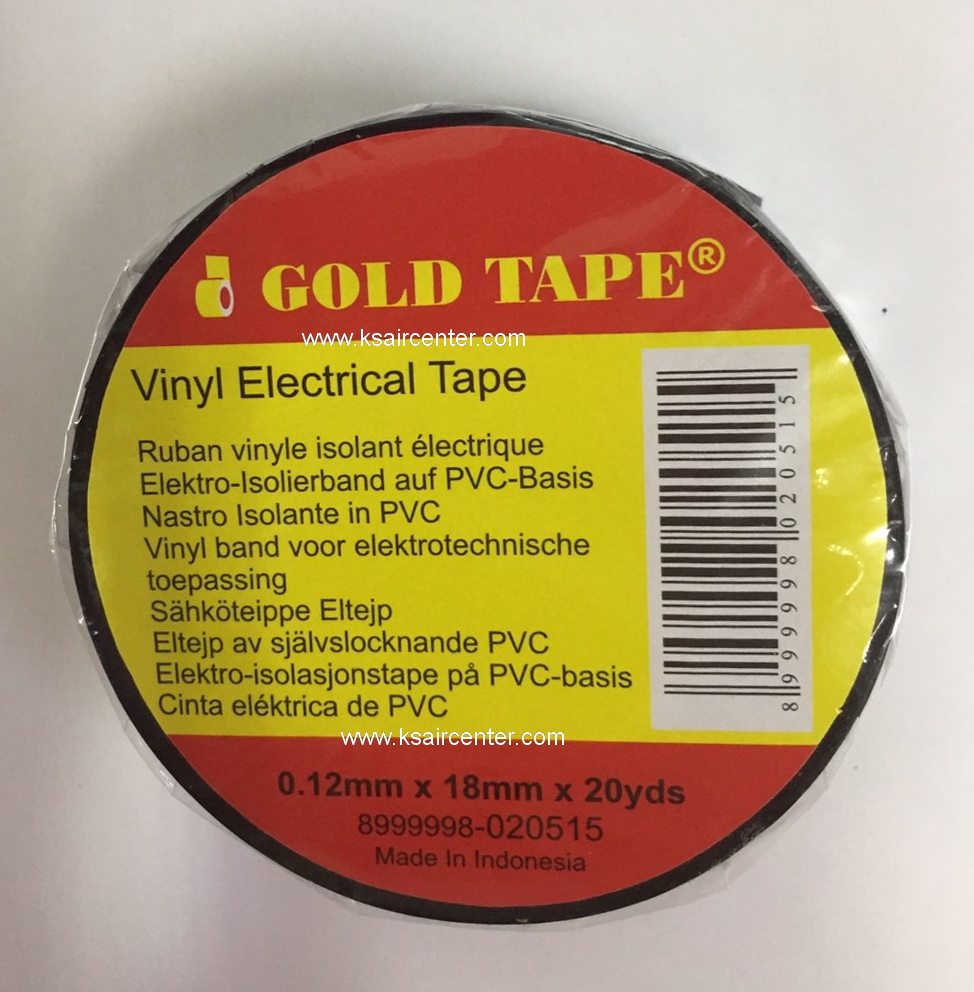 GOLD TAPE®
www.ksaircenter.com
Vinyl Electrical Tape
Ruban vinyle isolant électrique
Elektro-Isolierband auf PVC-Basis
Nastro Isolante in PVC
Vinyl band voor elektrotechnische
toepassing
Sähköteippe Eltejp
Eltejp av självslocknande PVC
Elektro-isolasjonstape på PVC-basis
Cinta eléktrica de PVC
8 999998 020515
www.ksaircenter.com
0.12mm x 18mm x 20yds
8999998-020515
Made In Indonesia